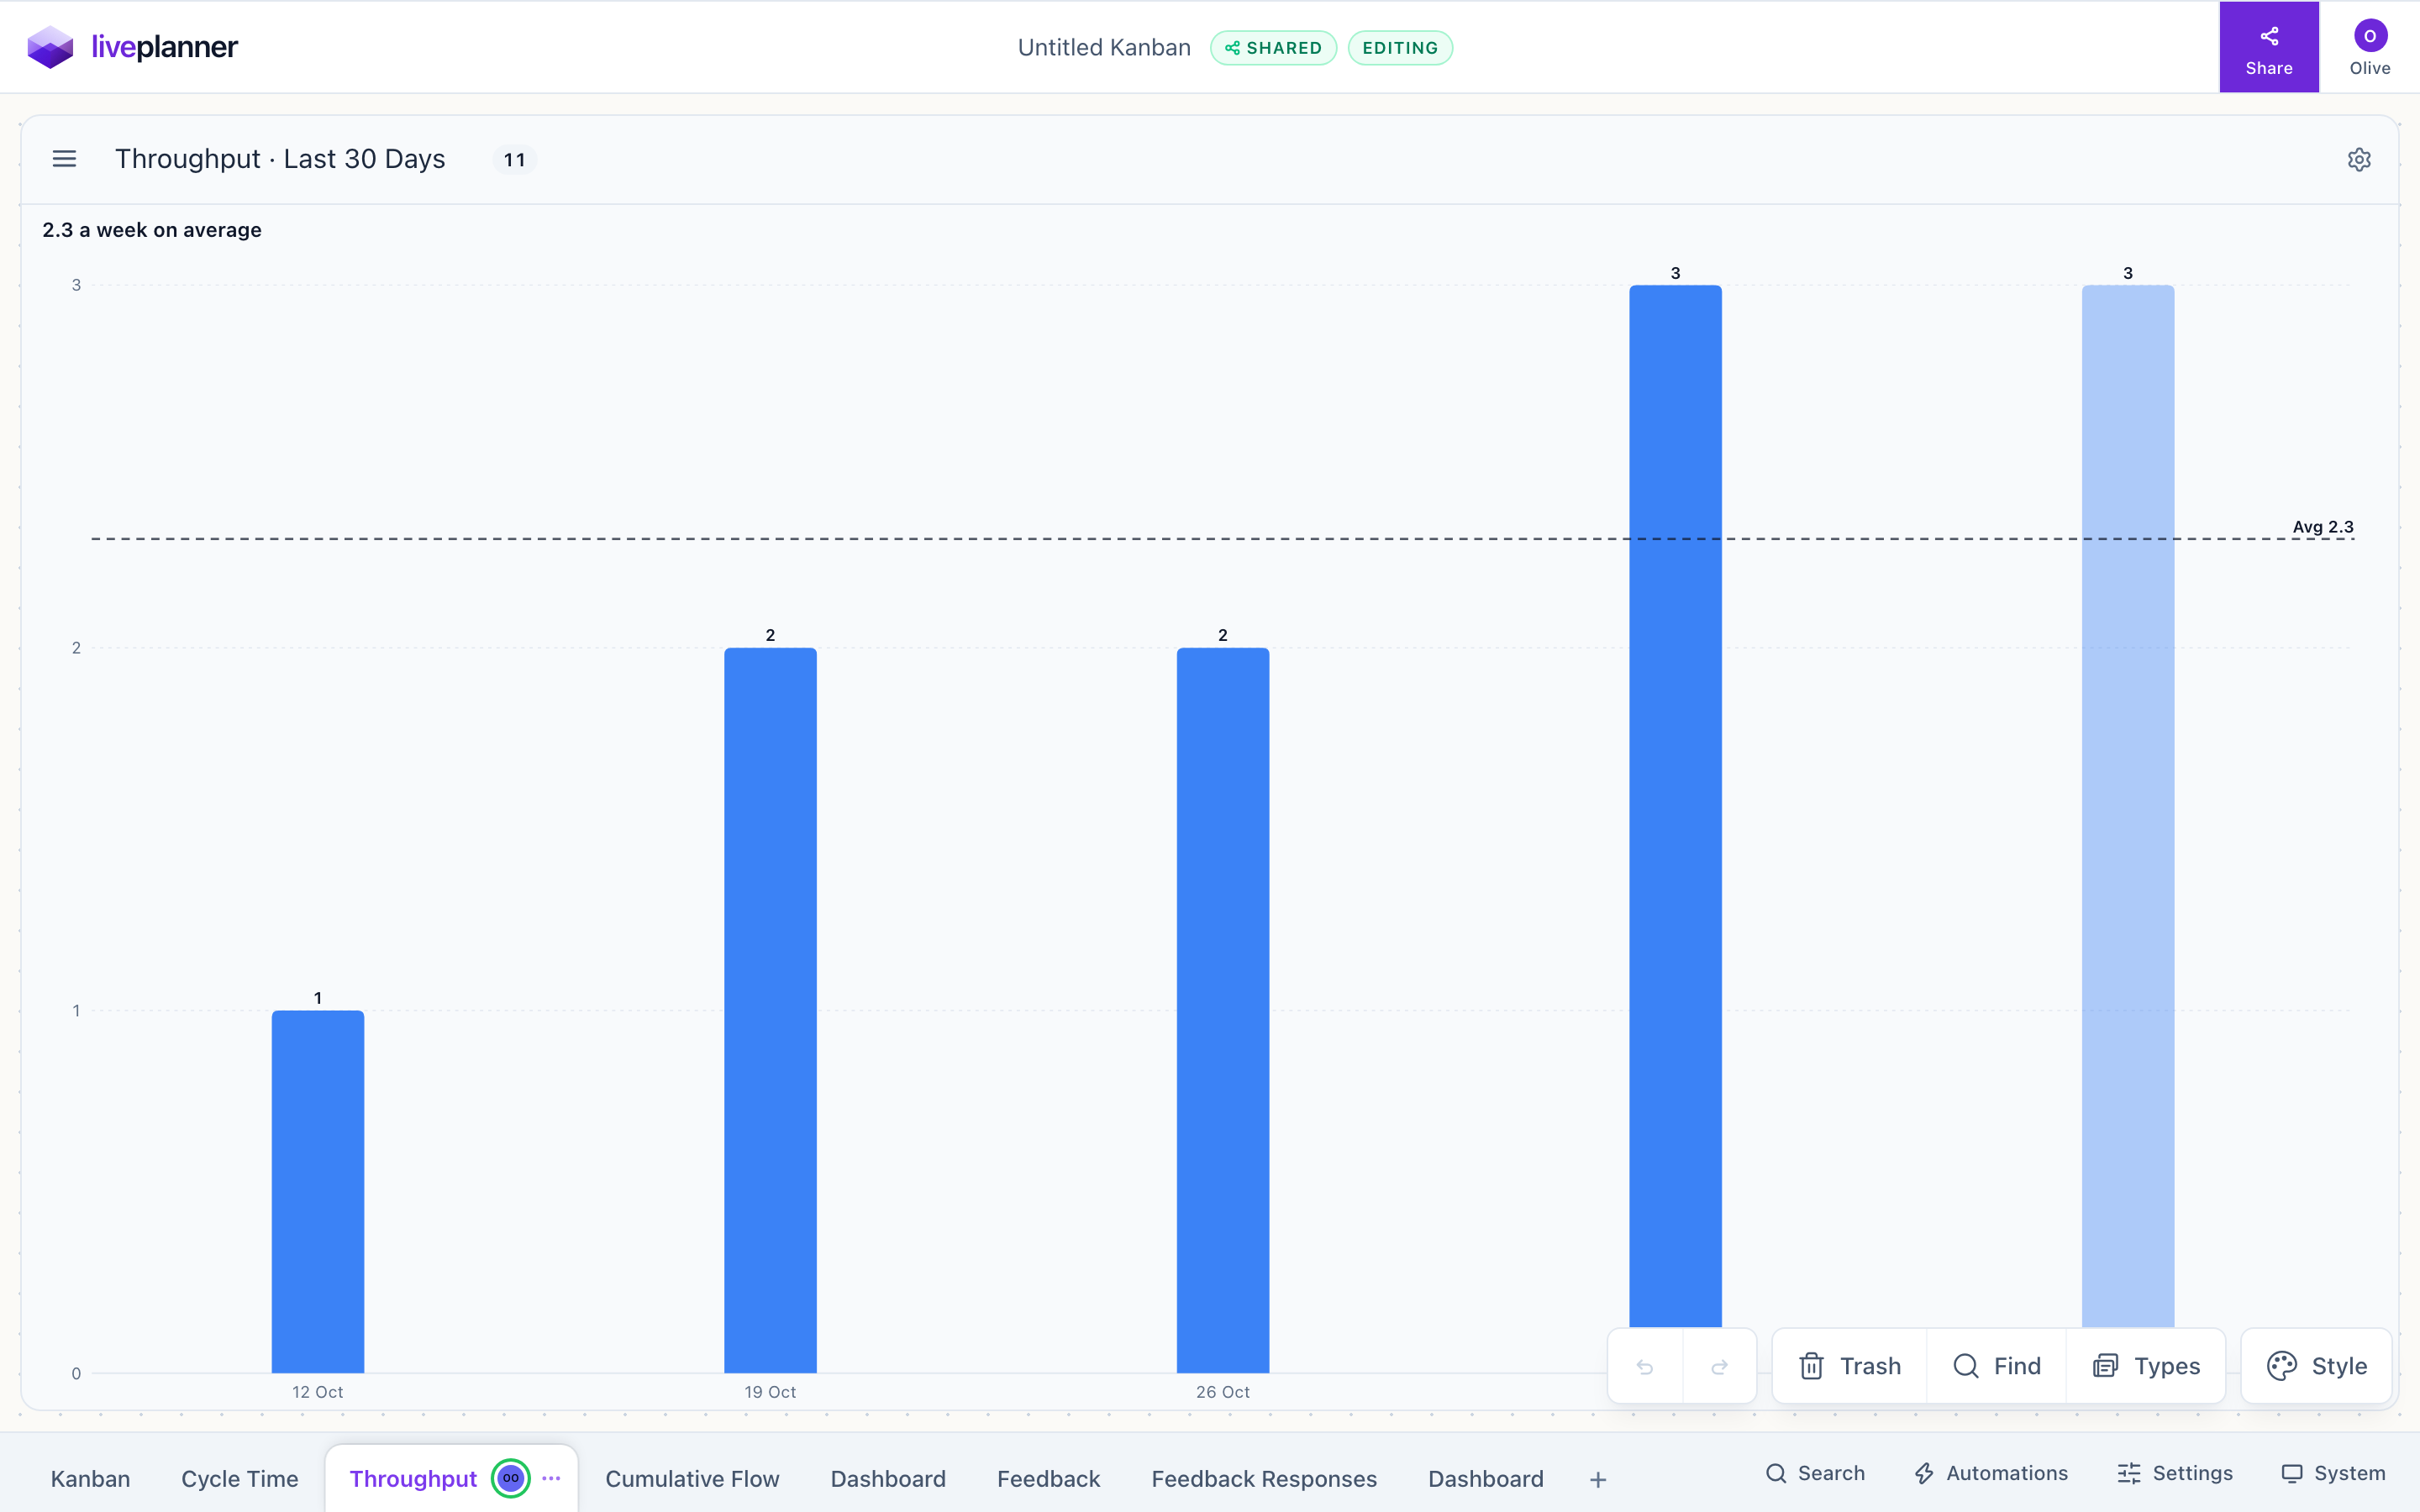 liveplanner
Untitled Kanban
SHARED
EDITING
Share
O
Olive
Throughput · Last 30 Days
11
2.3 a week on average
3
2
1
0
1
2
2
3
3
Avg 2.3
12 Oct
19 Oct
26 Oct
Trash
Find
Types
Style
Kanban
Cycle Time
Throughput
OO
Cumulative Flow
Dashboard
Feedback
Feedback Responses
Dashboard
Search
Automations
Settings
System